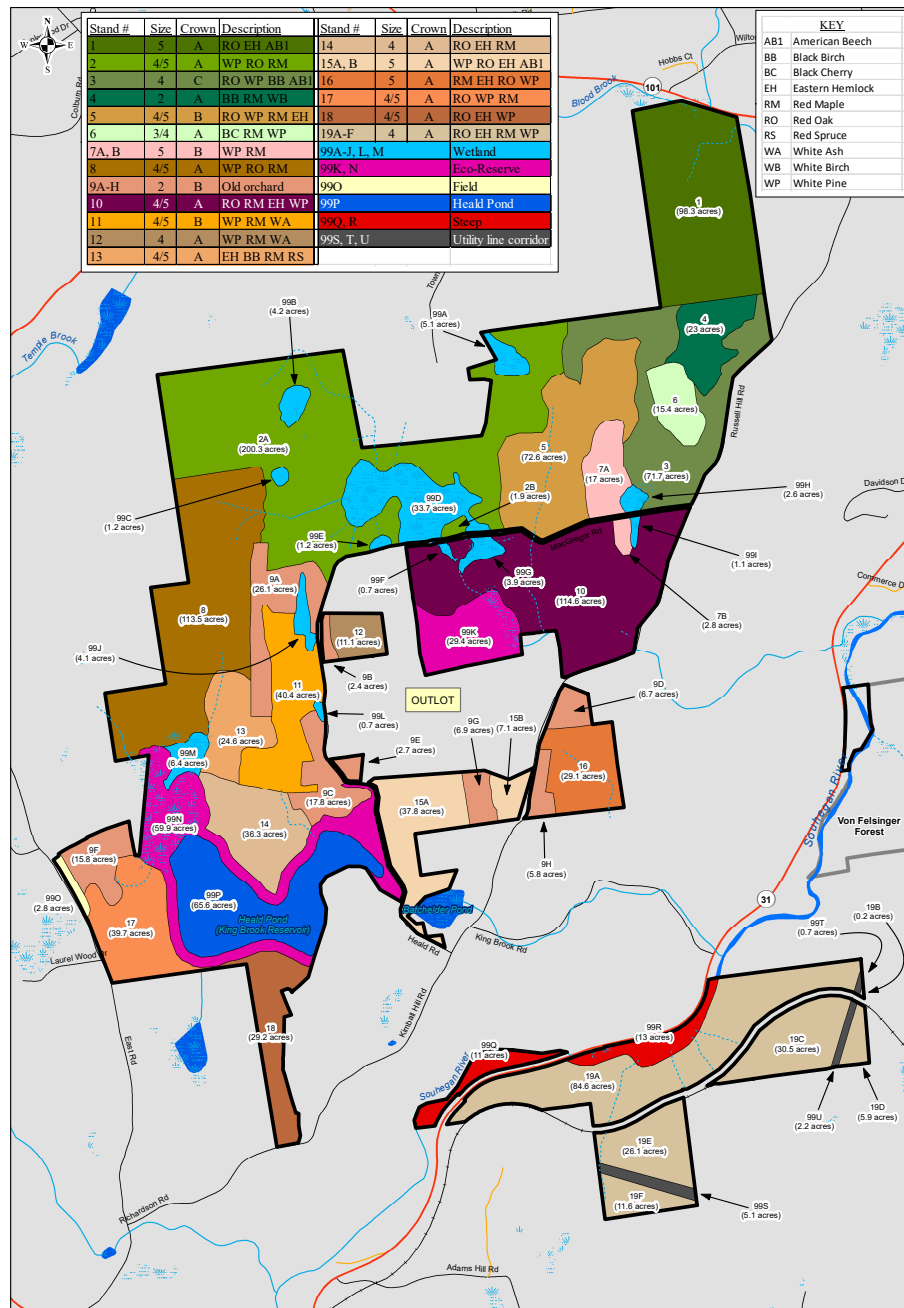 Stand # Size Crown Description Stand # Size Crown Description
1 5 A RO EH AB1 14 4 A RO EH RM
2 4/5 A WP RO RM 15A, B 5 A WP RO EH AB1
3 4 C RO WP BB AB1 16 5 A RM EH RO WP
4 2 A BB RM WB 17 4/5 A RO WP RM
5 4/5 B RO WP RM EH 18 4/5 A RO EH WP
6 3/4 A BC RM WP 19A-F 4 A RO EH RM WP
7A, B 5 B WP RM 99A-J, L, M Wetland
8 4/5 A WP RO RM 99K, N Eco-Reserve
9A-H 2 B Old orchard 99O Field
10 4/5 A RO RM EH WP 99P Heald Pond
11 4/5 B WP RM WA 99Q, R Steep
12 4 A WP RM WA 99S, T, U Utility line corridor
13 4/5 A EH BB RM RS
KEY
AB1 American Beech
BB Black Birch
BC Black Cherry
EH Eastern Hemlock
RM Red Maple
RO Red Oak
RS Red Spruce
WA White Ash
WB White Birch
WP White Pine
N
W E
S
Colburn Rd
Hobbs Ct
101
Blood Brook
Temple Brook
Town
1
(98.3 acres)
99B
(4.2 acres)
99A
(5.1 acres)
4
(23 acres)
6
(15.4 acres)
Russell Hill Rd
2A
(200.3 acres)
5
(72.6 acres)
3
(71.7 acres)
7A
(17 acres)
2B
(1.9 acres)
99D
(33.7 acres)
99H
(2.6 acres)
Davidson D
99C
(1.2 acres)
99E
(1.2 acres)
MacGregor Rd
99I
(1.1 acres)
99F
(0.7 acres)
99G
(3.9 acres)
Commerce D
9A
(26.1 acres)
10
(114.6 acres)
7B
(2.8 acres)
8
(113.5 acres)
12
(11.1 acres)
99K
(29.4 acres)
99J
(4.1 acres)
9B
(2.4 acres)
11
(40.4 acres)
OUTLOT
9D
(6.7 acres)
99L
(0.7 acres)
9G
(6.9 acres)
15B
(7.1 acres)
13
(24.6 acres)
9E
(2.7 acres)
99M
(6.4 acres)
16
(29.1 acres)
Souhegan River
9C
(17.8 acres)
15A
(37.8 acres)
99N
(59.9 acres)
14
(36.3 acres)
Von Felsinger
Forest
9F
(15.8 acres)
9H
(5.8 acres)
99O
(2.8 acres)
99P
(65.6 acres)
31
19B
(0.2 acres)
Heald Pond
(King Brook Reservoir)
Batchelder Pond
99T
(0.7 acres)
17
(39.7 acres)
King Brook Rd
Heald Rd
Laurel Wood Dr
18
(29.2 acres)
Kimball Hill Rd
East Rd
99R
(13 acres)
19C
(30.5 acres)
99Q
(11 acres)
Souhegan River
19A
(84.6 acres)
19D
(5.9 acres)
99U
(2.2 acres)
19E
(26.1 acres)
19F
(11.6 acres)
99S
(5.1 acres)
Richardson Rd
Adams Hill Rd